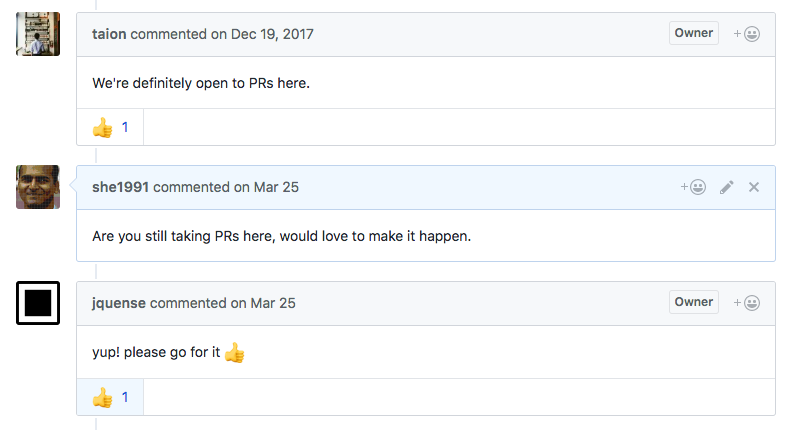 taion commented on Dec 19, 2017 Owner
We're definitely open to PRs here.
1
she1991 commented on Mar 25
Are you still taking PRs here, would love to make it happen.
jquense commented on Mar 25 Owner
yup! please go for it 👍
1